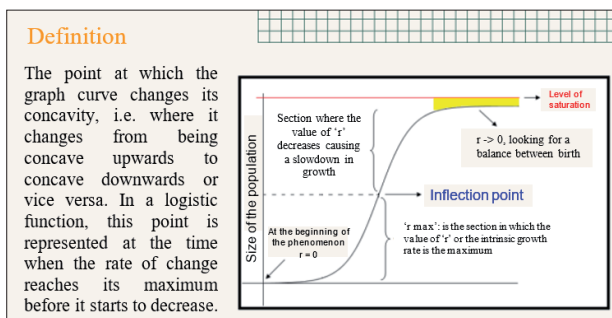 Definition
The point at which the
graph curve changes its
concavity, i.e. where it
changes from being
concave upwards to
concave downwards or
vice versa. In a logistic
function, this point is
represented at the time
when the rate of change
reaches its maximum
before it starts to decrease.
Size of the population
Level of
saturation
Section where the
value of ‘r’
decreases causing
a slowdown in
growth
r -> 0, looking for a
balance between birth
Inflection point
At the beginning of
the phenomenon
r = 0
‘r max’: is the section in which the
value of ‘r’ or the intrinsic growth
rate is the maximum